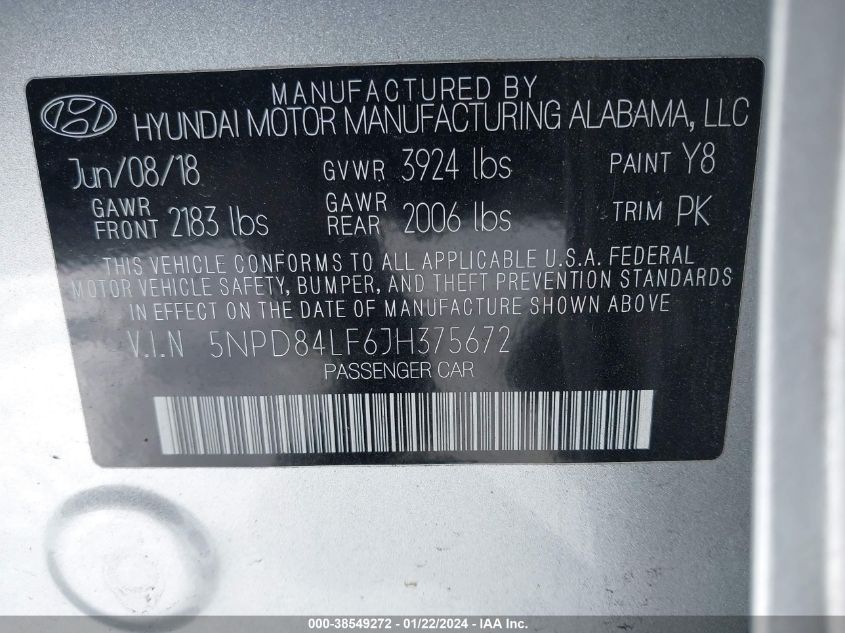 MANUFACTURED BY
HYUNDAI MOTOR MANUFACTURING ALABAMA, LLC
Jun/08/18 GVWR 3924 lbs PAINT Y8
GAWR FRONT 2183 lbs GAWR REAR 2006 lbs TRIM PK
THIS VEHICLE CONFORMS TO ALL APPLICABLE U.S.A. FEDERAL
MOTOR VEHICLE SAFETY, BUMPER, AND THEFT PREVENTION STANDARDS
IN EFFECT ON THE DATE OF MANUFACTURE SHOWN ABOVE
V.I.N 5NPD84LF6JH375672
PASSENGER CAR
000-38549272 - 01/22/2024 - IAA Inc.